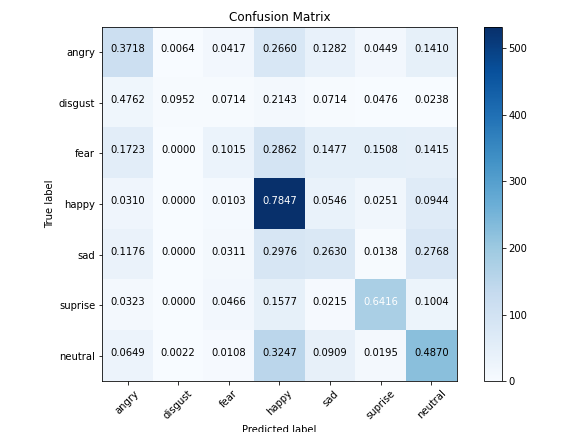 Confusion Matrix
angry 0.3718 0.0064 0.0417 0.2660 0.1282 0.0449 0.1410
disgust 0.4762 0.0952 0.0714 0.2143 0.0714 0.0476 0.0238
fear 0.1723 0.0000 0.1015 0.2862 0.1477 0.1508 0.1415
happy 0.0310 0.0000 0.0103 0.7847 0.0546 0.0251 0.0944
sad 0.1176 0.0000 0.0311 0.2976 0.2630 0.0138 0.2768
suprise 0.0323 0.0000 0.0466 0.1577 0.0215 0.6416 0.1004
neutral 0.0649 0.0022 0.0108 0.3247 0.0909 0.0195 0.4870
True label
angry disgust fear happy sad suprise neutral
Predicted label
500
400
300
200
100
0